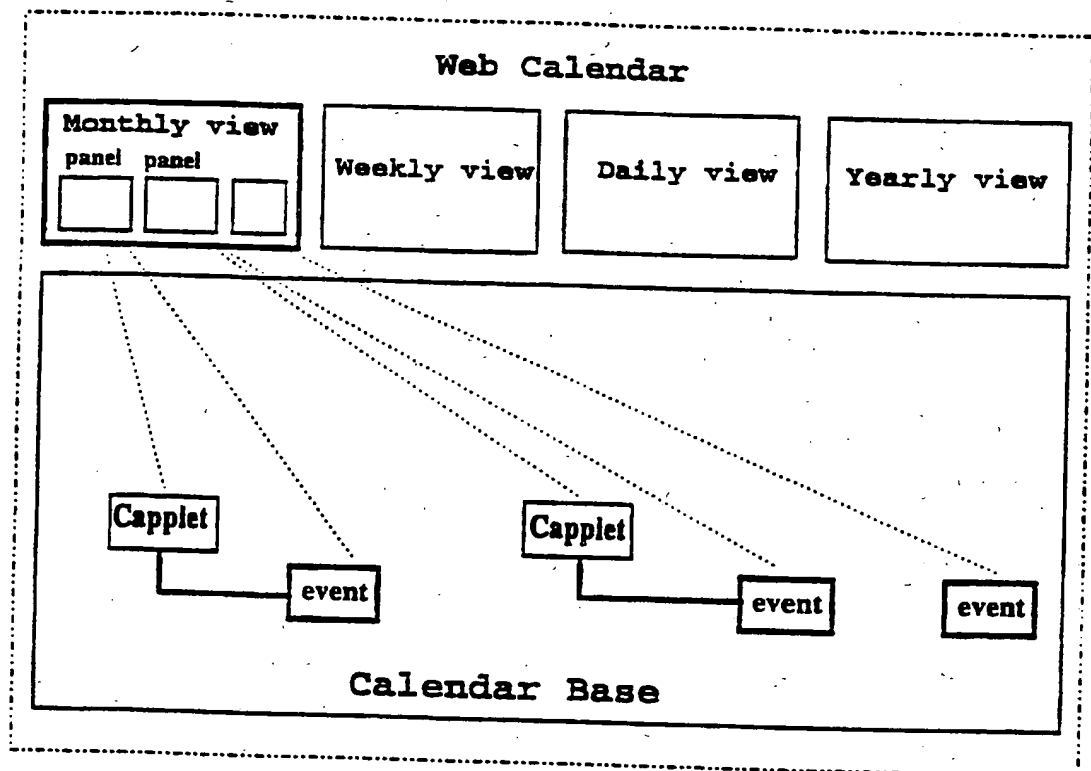 Web Calendar
Monthly view
panel panel
Weekly view
Daily view
Yearly view
Capplet
Capplet
event
event
event
Calendar Base